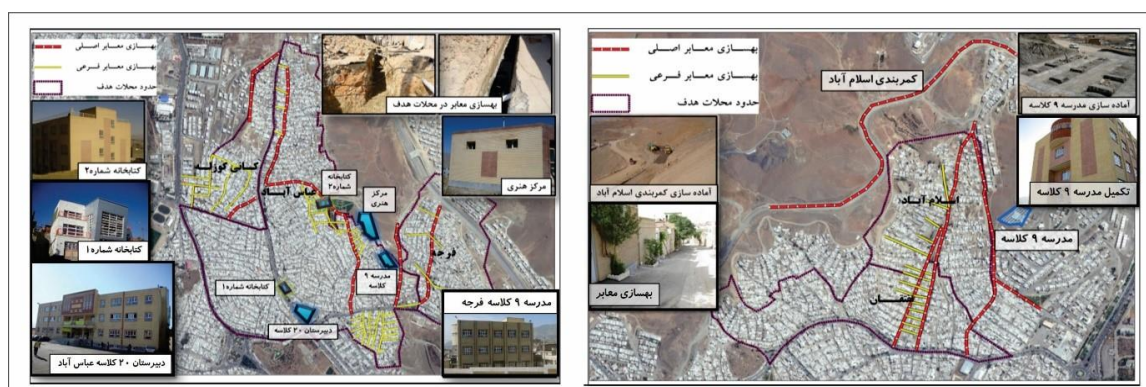 بهسازی معابر اصلی
بهسازی معابر فرعی
حدود محلات هدف
بهسازی معابر در محلات هدف
مرکز هنری
کتابخانه شماره۲
کتابخانه شماره۱
دبیرستان ۲۰ کلاسه عباس آباد
کانی کوزله
عباس آباد
کتابخانه
شماره۲
مرکز
هنری
فرجه
مدرسه ۹
کلاسه
کتابخانه شماره۱
دبیرستان ۲۰ کلاسه
مدرسه ۹ کلاسه فرجه
بهسازی معابر اصلی
بهسازی معابر فرعی
حدود محلات هدف
کمربندی اسلام آباد
آماده سازی مدرسه ۹ کلاسه
آماده سازی کمربندی اسلام آباد
تکمیل مدرسه ۹ کلاسه
اسلام آباد
مدرسه ۹ کلاسه
بهسازی معابر